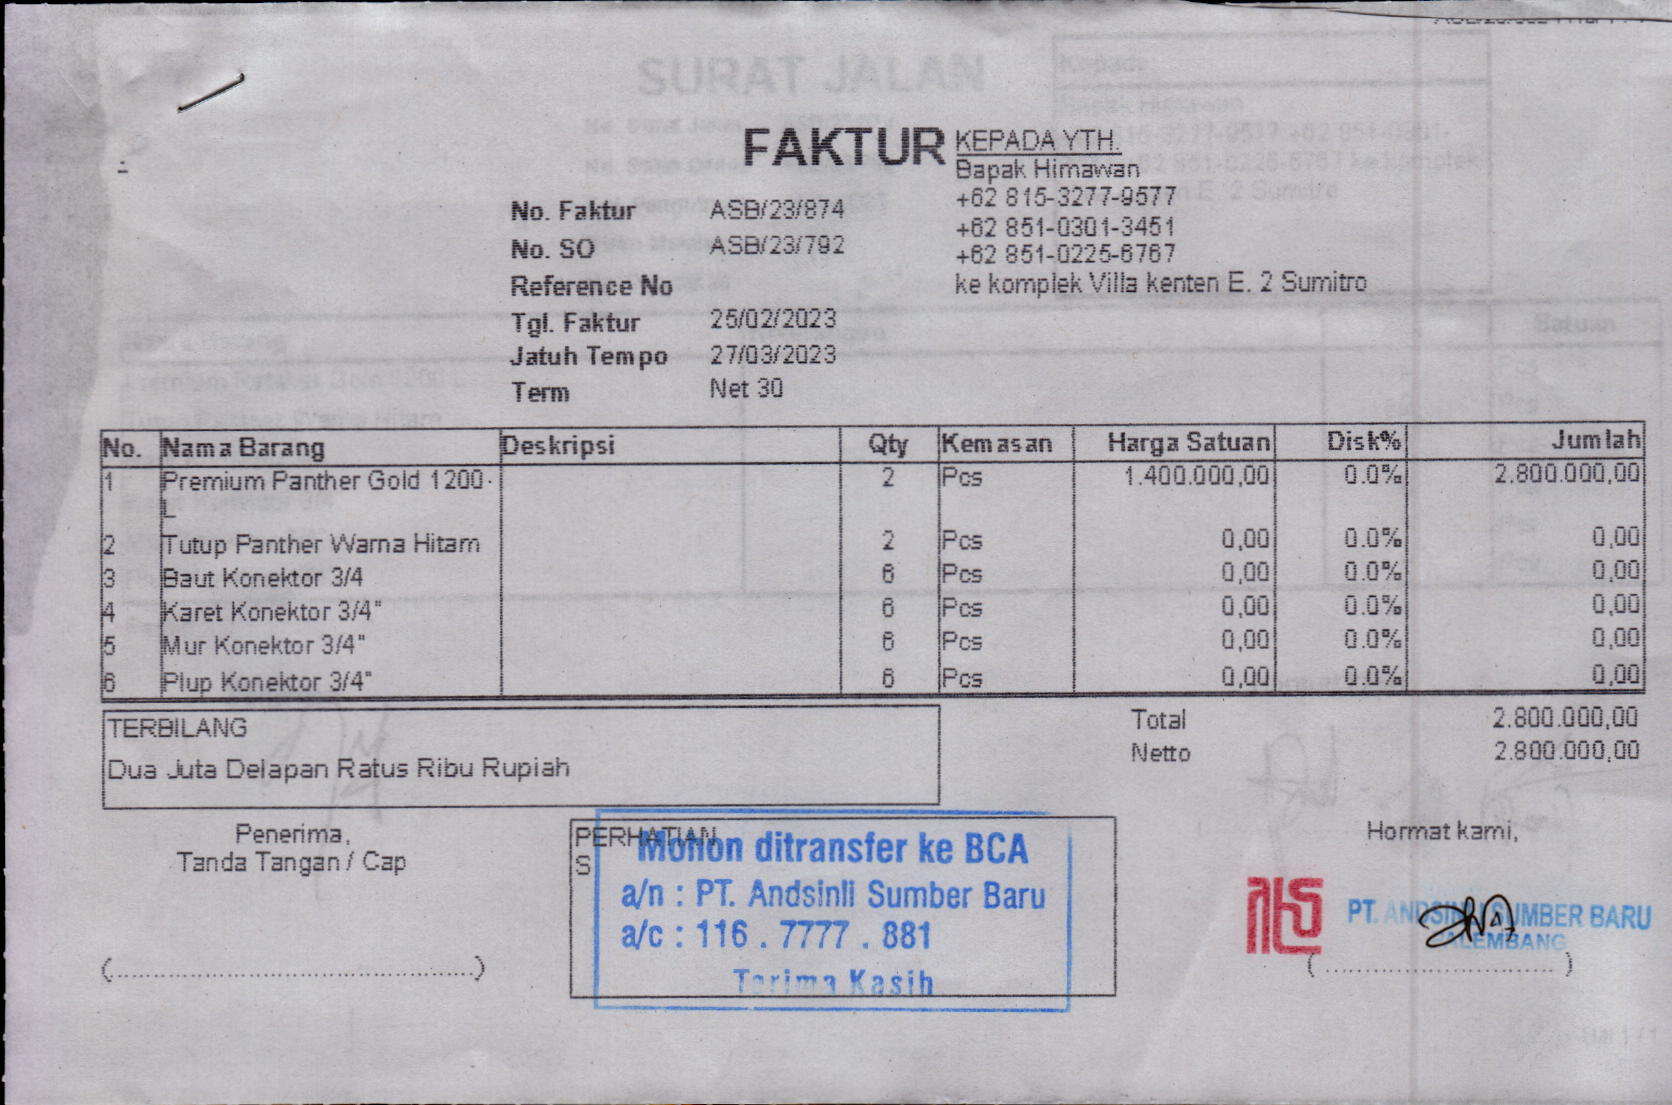 FAKTUR
KEPADA YTH.
Bapak Himawan
+62 815-3277-9577
+62 851-0301-3451
+62 851-0225-6767
ke komplek Villa kenten E. 2 Sumitro
No. Faktur ASB/23/874
No. SO ASB/23/792
Reference No
Tgl. Faktur 25/02/2023
Jatuh Tempo 27/03/2023
Term Net 30
No. Nama Barang Deskripsi Qty Kemasan Harga Satuan Disk% Jumlah
1 Premium Panther Gold 1200- 2 Pcs 1.400.000,00 0.0% 2.800.000,00
L
2 Tutup Panther Warna Hitam 2 Pcs 0,00 0.0% 0,00
3 Baut Konektor 3/4 6 Pcs 0,00 0.0% 0,00
4 Karet Konektor 3/4" 6 Pcs 0,00 0.0% 0,00
5 Mur Konektor 3/4" 6 Pcs 0,00 0.0% 0,00
6 Plup Konektor 3/4" 6 Pcs 0,00 0.0% 0,00
TERBILANG
Dua Juta Delapan Ratus Ribu Rupiah
Total 2.800.000,00
Netto 2.800.000,00
Penerima,
Tanda Tangan / Cap
PERHATIAN
S
Mohon ditransfer ke BCA
a/n : PT. Andsinli Sumber Baru
a/c : 116 . 7777 . 881
Terima Kasih
Hormat kami,
PT. ANDSINLI SUMBER BARU
PALEMBANG
SURAT JALAN
Kepada
Satuan